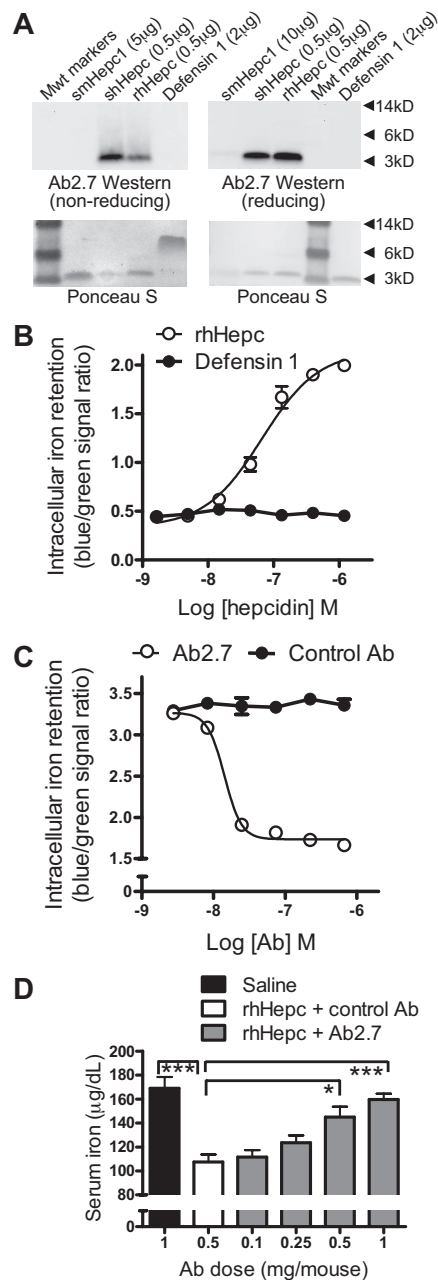 A
Mwt markers
smHepc1 (5µg)
shHepc (0.5µg)
rhHepc (0.5µg)
Defensin 1 (2µg)
smHepc1 (10µg)
shHepc (0.5µg)
rhHepc (0.5µg)
Mwt markers
Defensin 1 (2µg)
14kD
6kD
3kD
Ab2.7 Western
(non-reducing)
Ab2.7 Western
(reducing)
14kD
6kD
3kD
Ponceau S
Ponceau S
B
rhHepc
Defensin 1
Intracellular iron retention
(blue/green signal ratio)
2.0
1.5
1.0
0.5
0.0
-9 -8 -7 -6
Log [hepcidin] M
C
Ab2.7 Control Ab
Intracellular iron retention
(blue/green signal ratio)
3.5
3.0
2.5
2.0
1.5
0
-9 -8 -7 -6
Log [Ab] M
D
Saline
rhHepc + control Ab
rhHepc + Ab2.7
Serum iron (µg/dL)
200
180
160
140
120
100
80
0
***
***
*
1 0.5 0.1 0.25 0.5 1
Ab dose (mg/mouse)